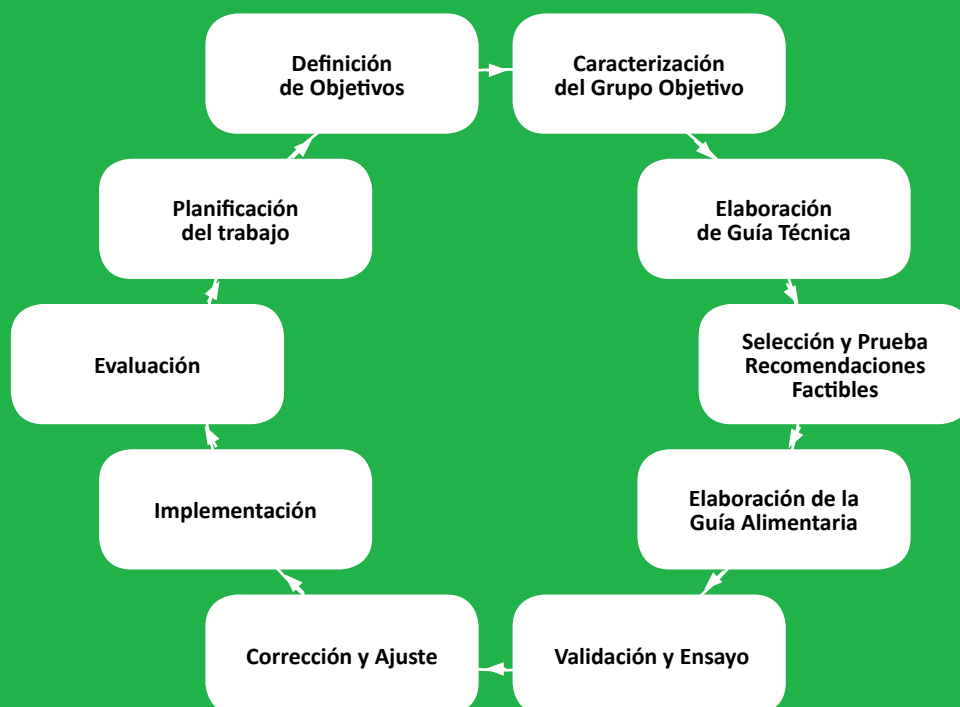 Definición
de Objetivos
Caracterización
del Grupo Objetivo
Planificación
del trabajo
Elaboración
de Guía Técnica
Evaluación
Selección y Prueba
Recomendaciones
Factibles
Implementación
Elaboración de la
Guía Alimentaria
Corrección y Ajuste
Validación y Ensayo